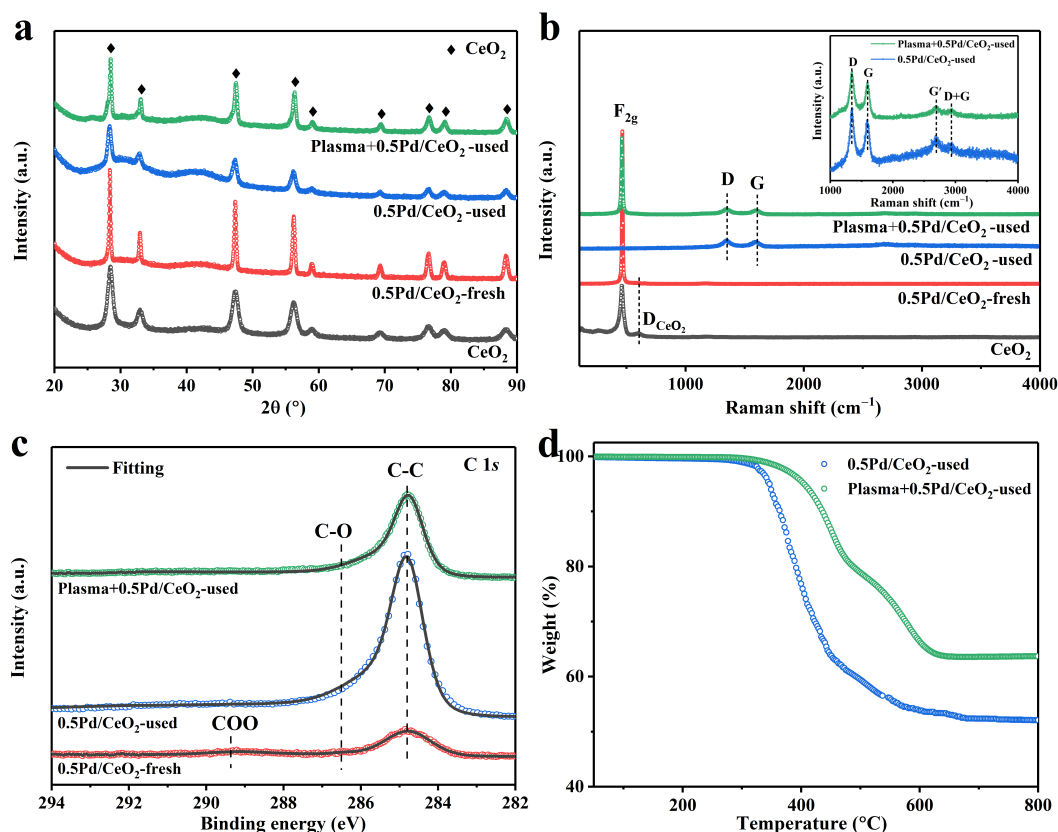 a
◆ CeO₂
Plasma+0.5Pd/CeO₂-used
0.5Pd/CeO₂-used
0.5Pd/CeO₂-fresh
CeO₂
Intensity (a.u.)
20 30 40 50 60 70 80 90
2θ (°)
b
F₂g
D G
Plasma+0.5Pd/CeO₂-used
0.5Pd/CeO₂-used
0.5Pd/CeO₂-fresh
D_CeO₂
CeO₂
Intensity (a.u.)
1000 2000 3000 4000
Raman shift (cm⁻¹)
Plasma+0.5Pd/CeO₂-used
0.5Pd/CeO₂-used
D G
G' D+G
Intensity (a.u.)
1000 2000 3000 4000
Raman shift (cm⁻¹)
c
Fitting
C 1s
C-C
C-O
Plasma+0.5Pd/CeO₂-used
0.5Pd/CeO₂-used
COO
0.5Pd/CeO₂-fresh
Intensity (a.u.)
294 292 290 288 286 284 282
Binding energy (eV)
d
0.5Pd/CeO₂-used
Plasma+0.5Pd/CeO₂-used
Weight (%)
100
80
60
40
200 400 600 800
Temperature (°C)